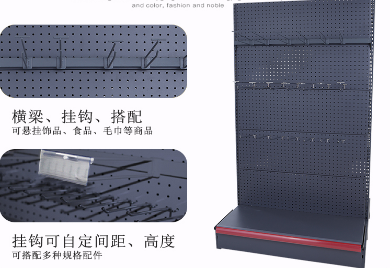 and color, fashion and noble
横梁、挂钩、搭配
可悬挂饰品、食品、毛巾等商品
挂钩可自定间距、高度
可搭配多种规格配件